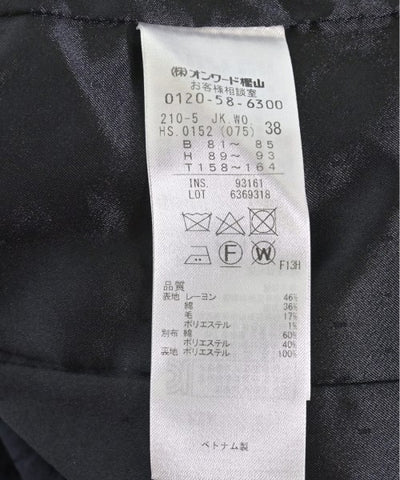 ㈱オンワード樫山
お客様相談室
0120-58-6300
210-5 JK.WO
HS.0152 (075) 38
B 81～ 85
H 89～ 93
T 158～164
INS. 93161
LOT 6369318
F W F13H
品質
表地 レーヨン 46%
綿 36%
毛 17%
ポリエステル 1%
別布 綿 60%
ポリエステル 40%
裏地 ポリエステル 100%
ベトナム製